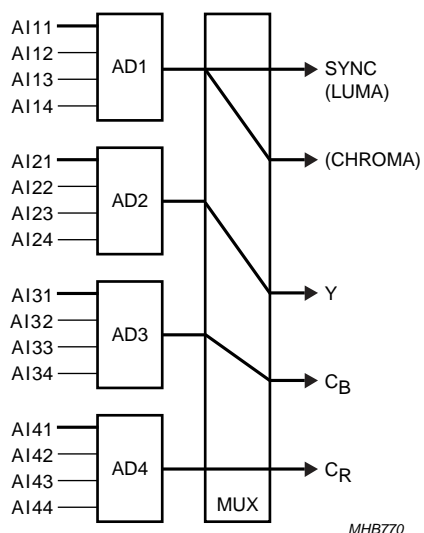 AI11
AI12
AI13
AI14
AD1
SYNC
(LUMA)
(CHROMA)
AI21
AI22
AI23
AI24
AD2
Y
AI31
AI32
AI33
AI34
AD3
CB
AI41
AI42
AI43
AI44
AD4
CR
MUX
MHB770